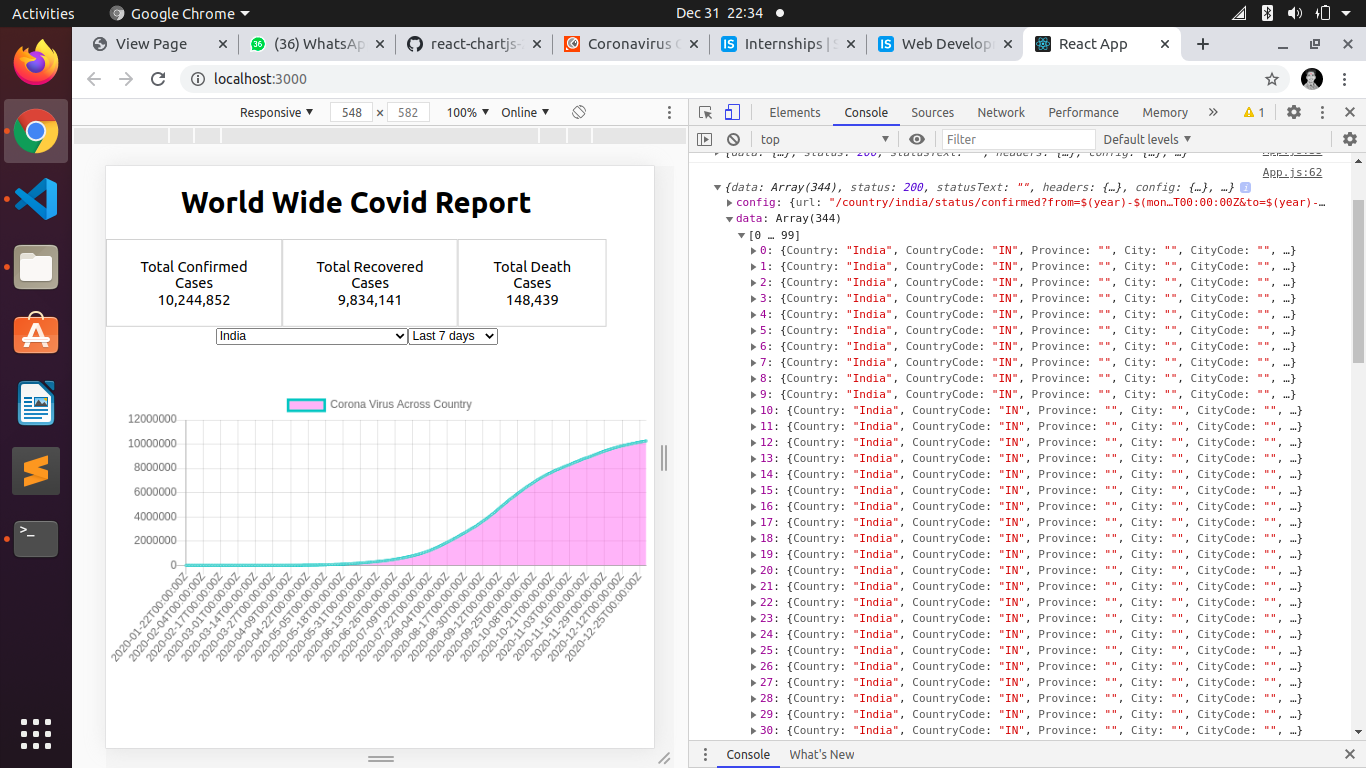 Activities Google Chrome Dec 31 22:34
View Page (36) WhatsAp react-chartjs- Coronavirus Internships | Web Develop React App
localhost:3000
Responsive 548 × 582 100% Online
Elements Console Sources Network Performance Memory 1
top Filter Default levels
World Wide Covid Report
Total Confirmed Cases 10,244,852
Total Recovered Cases 9,834,141
Total Death Cases 148,439
India Last 7 days
Corona Virus Across Country
12000000
10000000
8000000
6000000
4000000
2000000
0
2020-01-22T00:00:00Z
2020-02-04T00:00:00Z
2020-02-17T00:00:00Z
2020-03-01T00:00:00Z
2020-03-14T00:00:00Z
2020-03-27T00:00:00Z
2020-04-09T00:00:00Z
2020-04-22T00:00:00Z
2020-05-05T00:00:00Z
2020-05-18T00:00:00Z
2020-05-31T00:00:00Z
2020-06-13T00:00:00Z
2020-06-26T00:00:00Z
2020-07-09T00:00:00Z
2020-07-22T00:00:00Z
2020-08-04T00:00:00Z
2020-08-17T00:00:00Z
2020-08-30T00:00:00Z
2020-09-12T00:00:00Z
2020-09-25T00:00:00Z
2020-10-08T00:00:00Z
2020-10-21T00:00:00Z
2020-11-03T00:00:00Z
2020-11-16T00:00:00Z
2020-11-29T00:00:00Z
2020-12-12T00:00:00Z
2020-12-25T00:00:00Z
App.js:62
{data: Array(344), status: 200, statusText: "", headers: {…}, config: {…}, …}
config: {url: "/country/india/status/confirmed?from=$(year)-$(mon…T00:00:00Z&to=$(year)-…
data: Array(344)
[0 … 99]
0: {Country: "India", CountryCode: "IN", Province: "", City: "", CityCode: "", …}
1: {Country: "India", CountryCode: "IN", Province: "", City: "", CityCode: "", …}
2: {Country: "India", CountryCode: "IN", Province: "", City: "", CityCode: "", …}
3: {Country: "India", CountryCode: "IN", Province: "", City: "", CityCode: "", …}
4: {Country: "India", CountryCode: "IN", Province: "", City: "", CityCode: "", …}
5: {Country: "India", CountryCode: "IN", Province: "", City: "", CityCode: "", …}
6: {Country: "India", CountryCode: "IN", Province: "", City: "", CityCode: "", …}
7: {Country: "India", CountryCode: "IN", Province: "", City: "", CityCode: "", …}
8: {Country: "India", CountryCode: "IN", Province: "", City: "", CityCode: "", …}
9: {Country: "India", CountryCode: "IN", Province: "", City: "", CityCode: "", …}
10: {Country: "India", CountryCode: "IN", Province: "", City: "", CityCode: "", …}
11: {Country: "India", CountryCode: "IN", Province: "", City: "", CityCode: "", …}
12: {Country: "India", CountryCode: "IN", Province: "", City: "", CityCode: "", …}
13: {Country: "India", CountryCode: "IN", Province: "", City: "", CityCode: "", …}
14: {Country: "India", CountryCode: "IN", Province: "", City: "", CityCode: "", …}
15: {Country: "India", CountryCode: "IN", Province: "", City: "", CityCode: "", …}
16: {Country: "India", CountryCode: "IN", Province: "", City: "", CityCode: "", …}
17: {Country: "India", CountryCode: "IN", Province: "", City: "", CityCode: "", …}
18: {Country: "India", CountryCode: "IN", Province: "", City: "", CityCode: "", …}
19: {Country: "India", CountryCode: "IN", Province: "", City: "", CityCode: "", …}
20: {Country: "India", CountryCode: "IN", Province: "", City: "", CityCode: "", …}
21: {Country: "India", CountryCode: "IN", Province: "", City: "", CityCode: "", …}
22: {Country: "India", CountryCode: "IN", Province: "", City: "", CityCode: "", …}
23: {Country: "India", CountryCode: "IN", Province: "", City: "", CityCode: "", …}
24: {Country: "India", CountryCode: "IN", Province: "", City: "", CityCode: "", …}
25: {Country: "India", CountryCode: "IN", Province: "", City: "", CityCode: "", …}
26: {Country: "India", CountryCode: "IN", Province: "", City: "", CityCode: "", …}
27: {Country: "India", CountryCode: "IN", Province: "", City: "", CityCode: "", …}
28: {Country: "India", CountryCode: "IN", Province: "", City: "", CityCode: "", …}
29: {Country: "India", CountryCode: "IN", Province: "", City: "", CityCode: "", …}
30: {Country: "India", CountryCode: "IN", Province: "", City: "", CityCode: "", …}
Console What's New